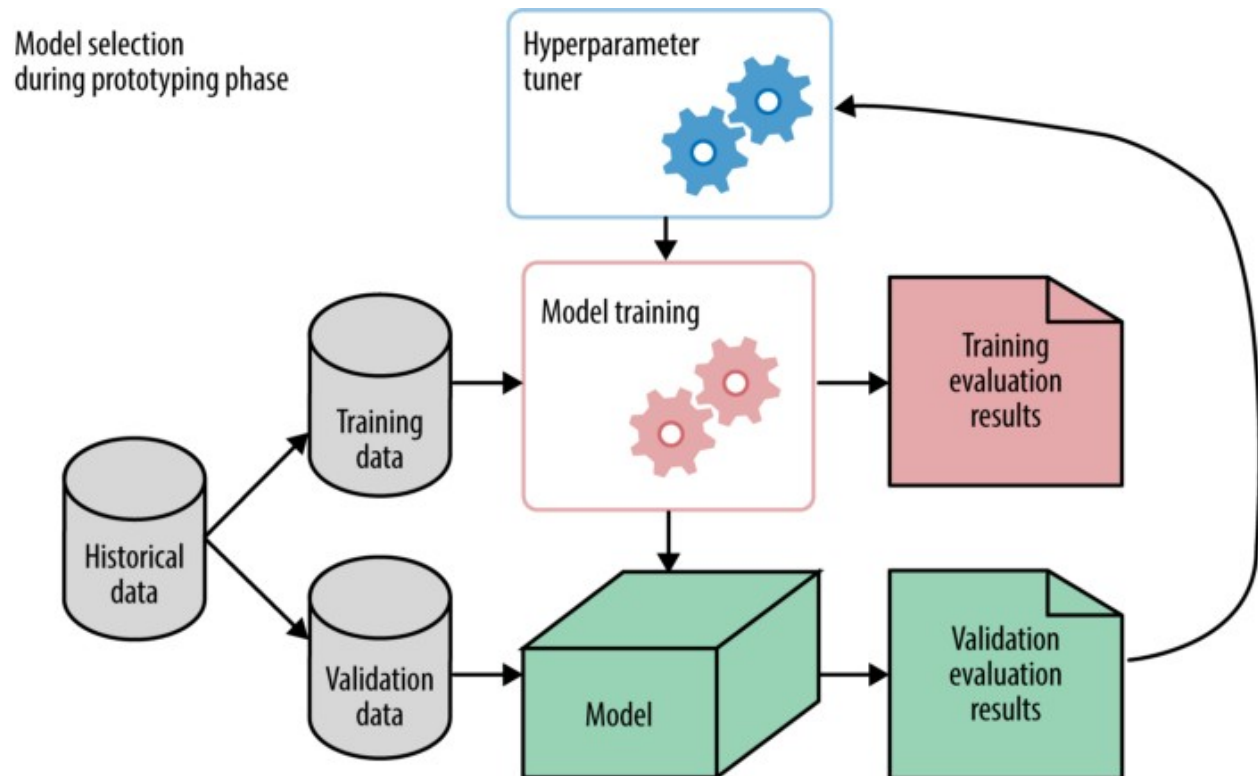 Model selection
during prototyping phase
Hyperparameter
tuner
Model training
Training
evaluation
results
Training
data
Historical
data
Validation
data
Model
Validation
evaluation
results